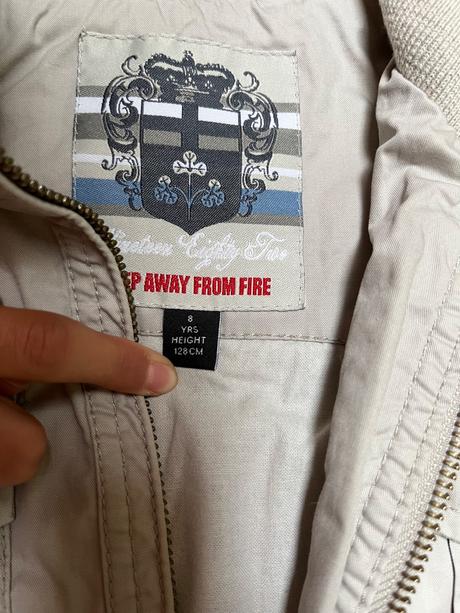 Nineteen Eighty Two
EP AWAY FROM FIRE
8
YRS
HEIGHT
128CM